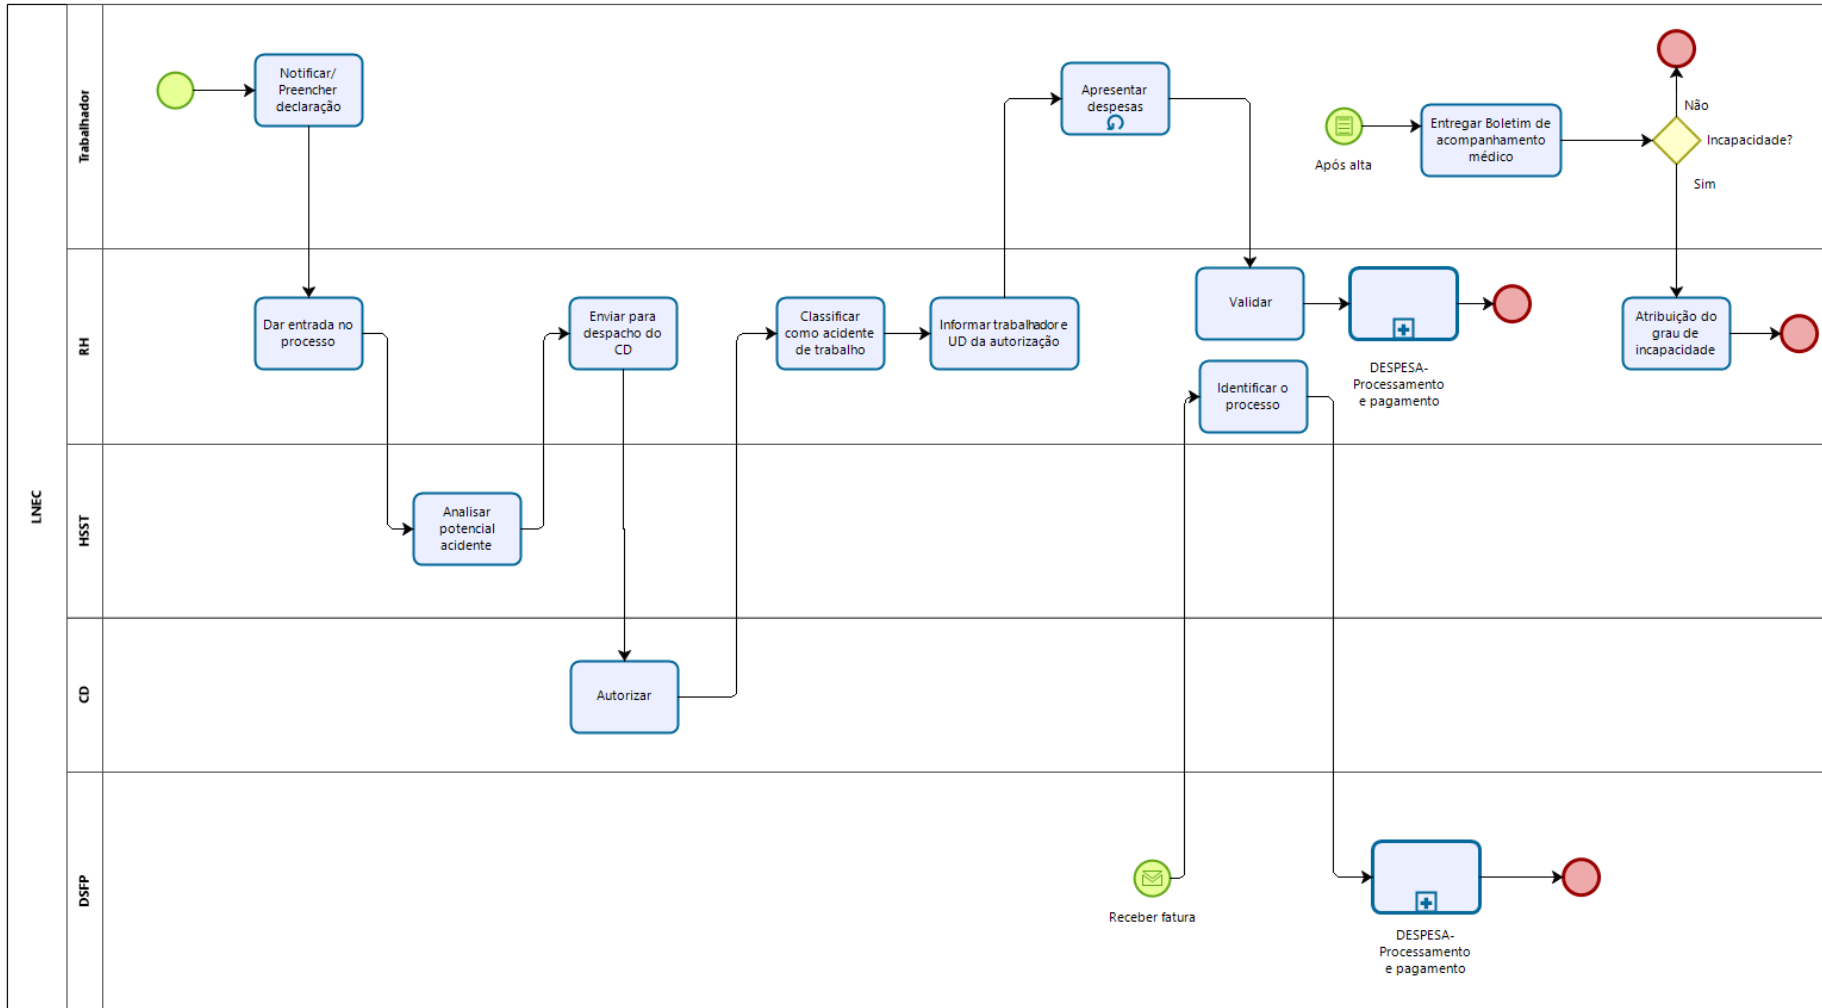 LNEC
Trabalhador
Notificar/
Preencher
declaração
Apresentar
despesas
Após alta
Entregar Boletim de
acompanhamento
médico
Não
Incapacidade?
Sim
RH
Dar entrada no
processo
Enviar para
despacho do
CD
Classificar
como acidente
de trabalho
Informar trabalhador e
UD da autorização
Validar
DESPESA-
Processamento
e pagamento
Identificar o
processo
Atribuição do
grau de
incapacidade
HSST
Analisar
potencial
acidente
CD
Autorizar
DSFP
Receber fatura
DESPESA-
Processamento
e pagamento